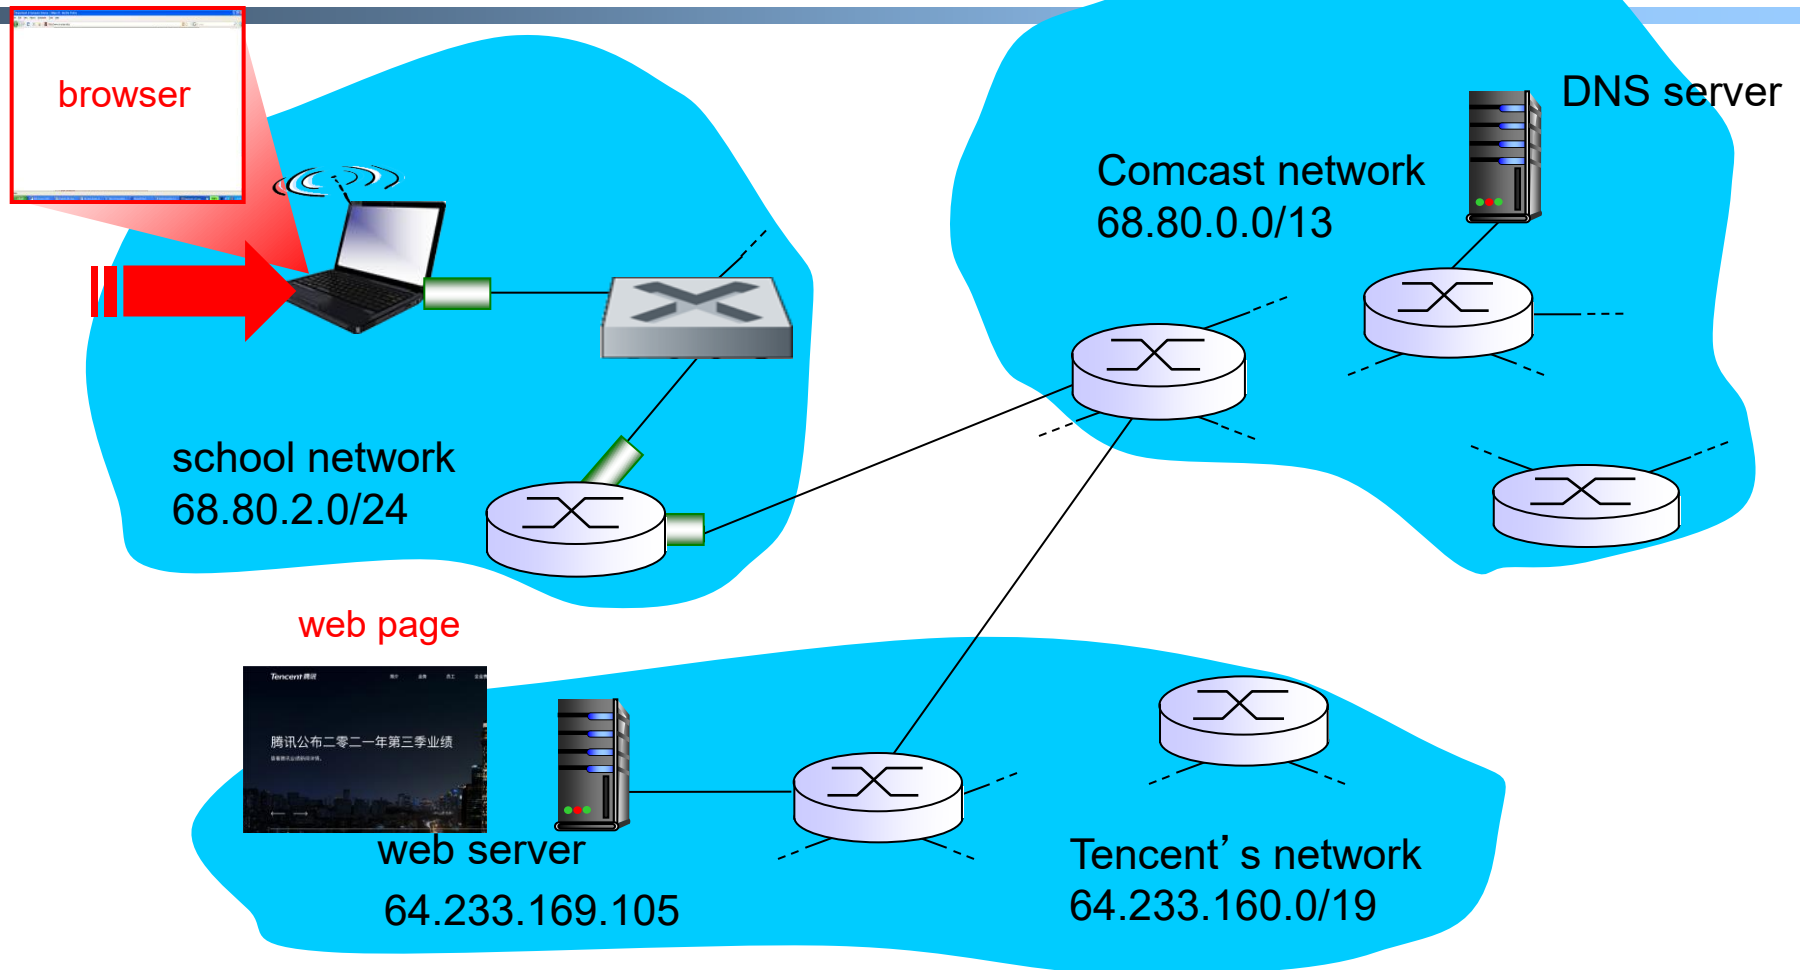 browser
DNS server
Comcast network
68.80.0.0/13
school network
68.80.2.0/24
web page
Tencent 腾讯
腾讯公布二零二一年第三季业绩
web server
64.233.169.105
Tencent’s network
64.233.160.0/19